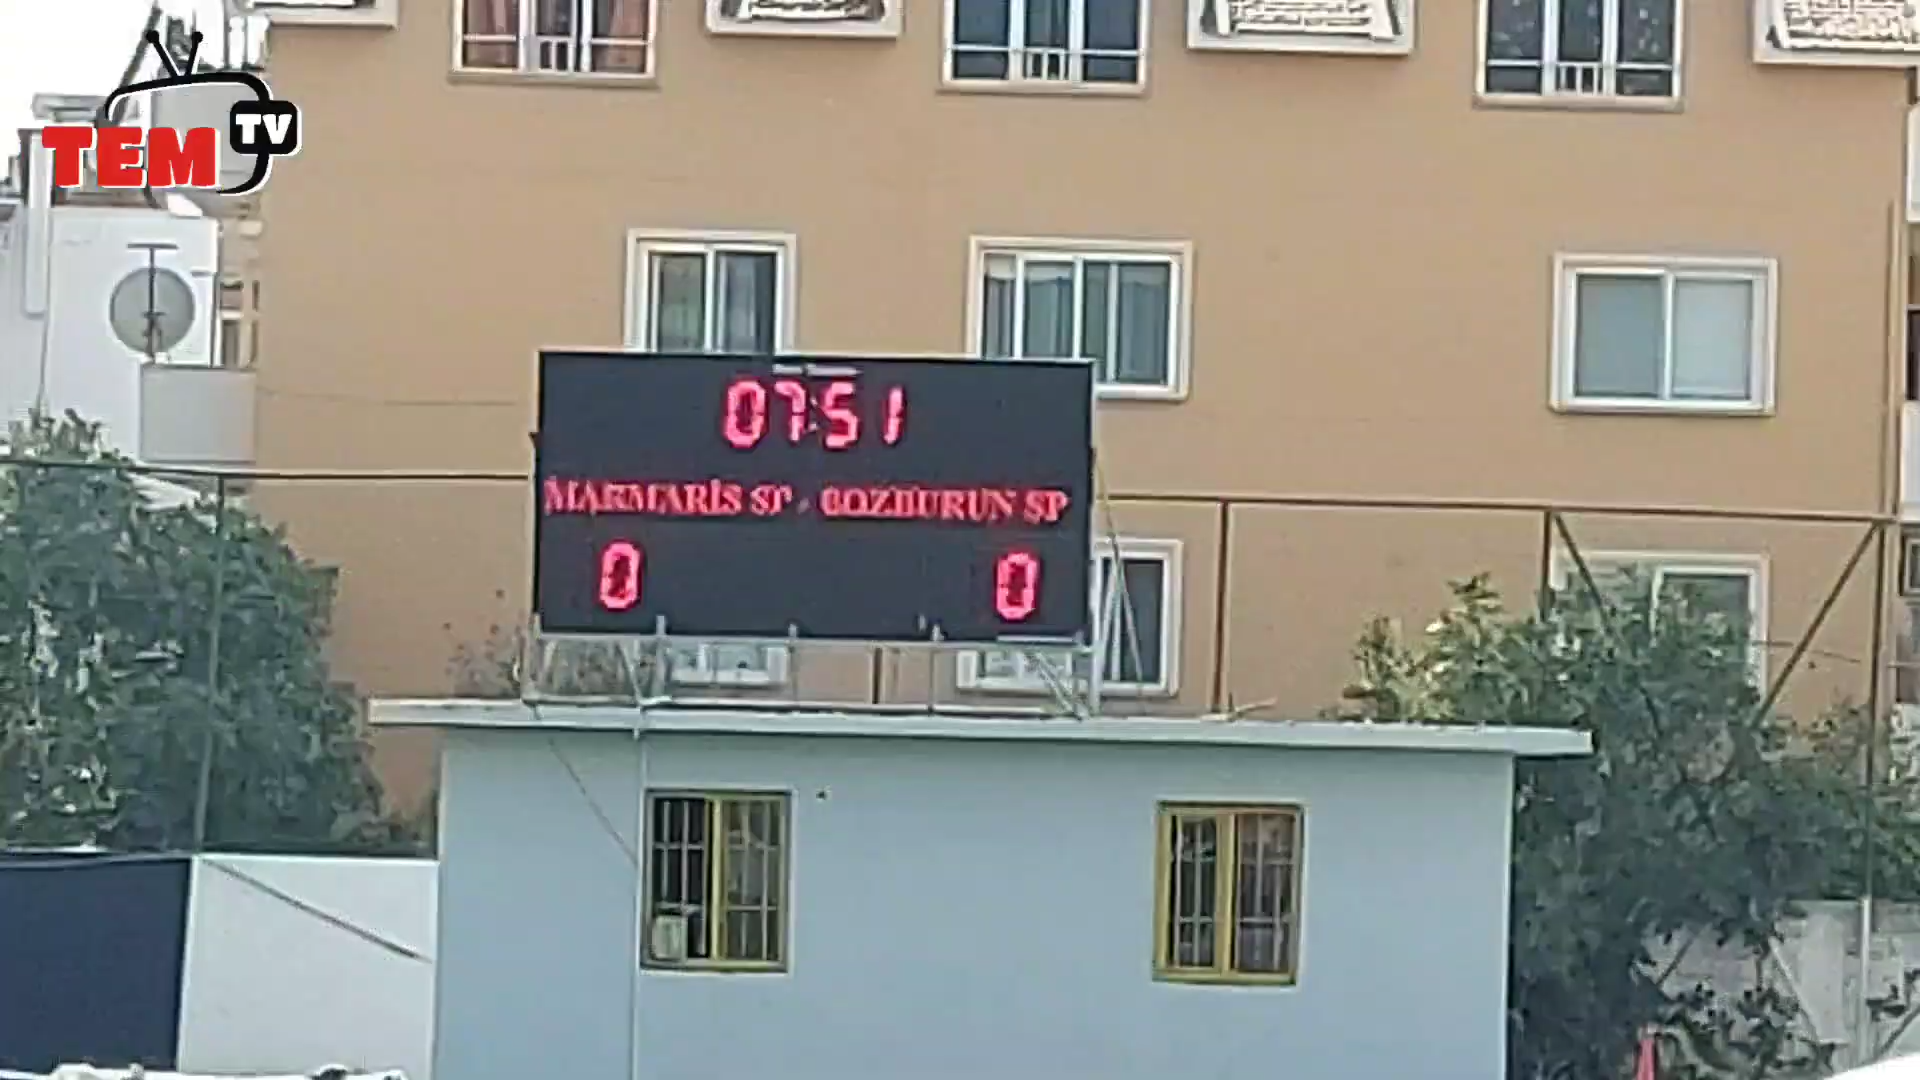 TEM TV
07:51
MARMARİS SP - BOZBURUN SP
0 0